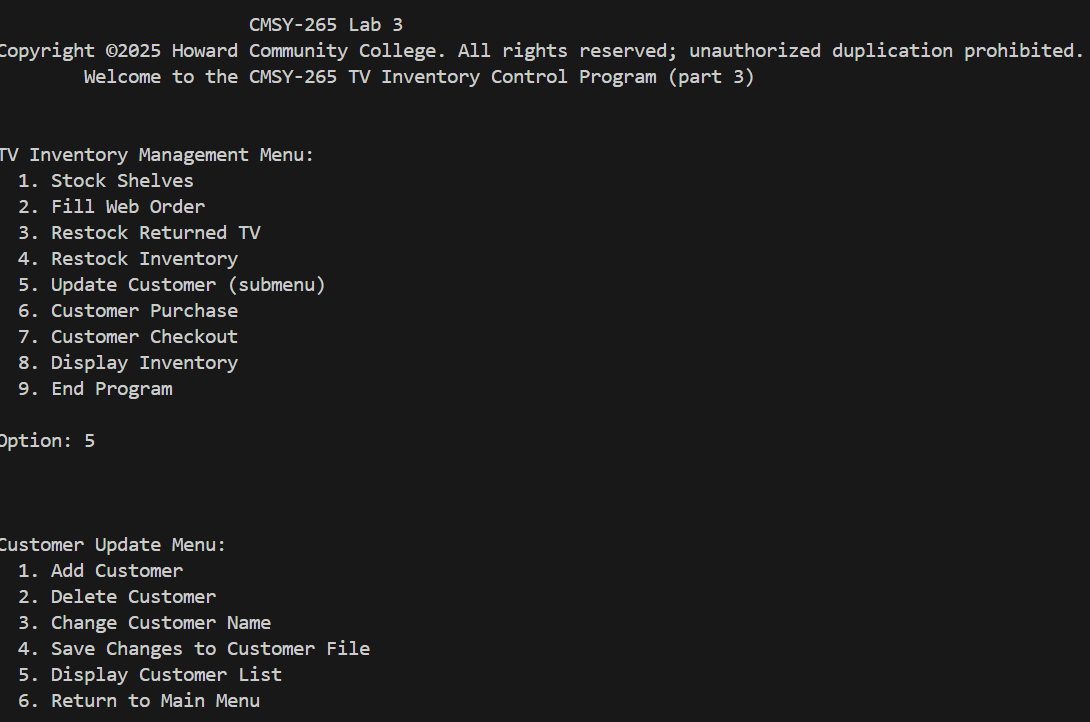 CMSY-265 Lab 3
Copyright ©2025 Howard Community College. All rights reserved; unauthorized duplication prohibited.
Welcome to the CMSY-265 TV Inventory Control Program (part 3)
TV Inventory Management Menu:
1. Stock Shelves
2. Fill Web Order
3. Restock Returned TV
4. Restock Inventory
5. Update Customer (submenu)
6. Customer Purchase
7. Customer Checkout
8. Display Inventory
9. End Program
Option: 5
Customer Update Menu:
1. Add Customer
2. Delete Customer
3. Change Customer Name
4. Save Changes to Customer File
5. Display Customer List
6. Return to Main Menu